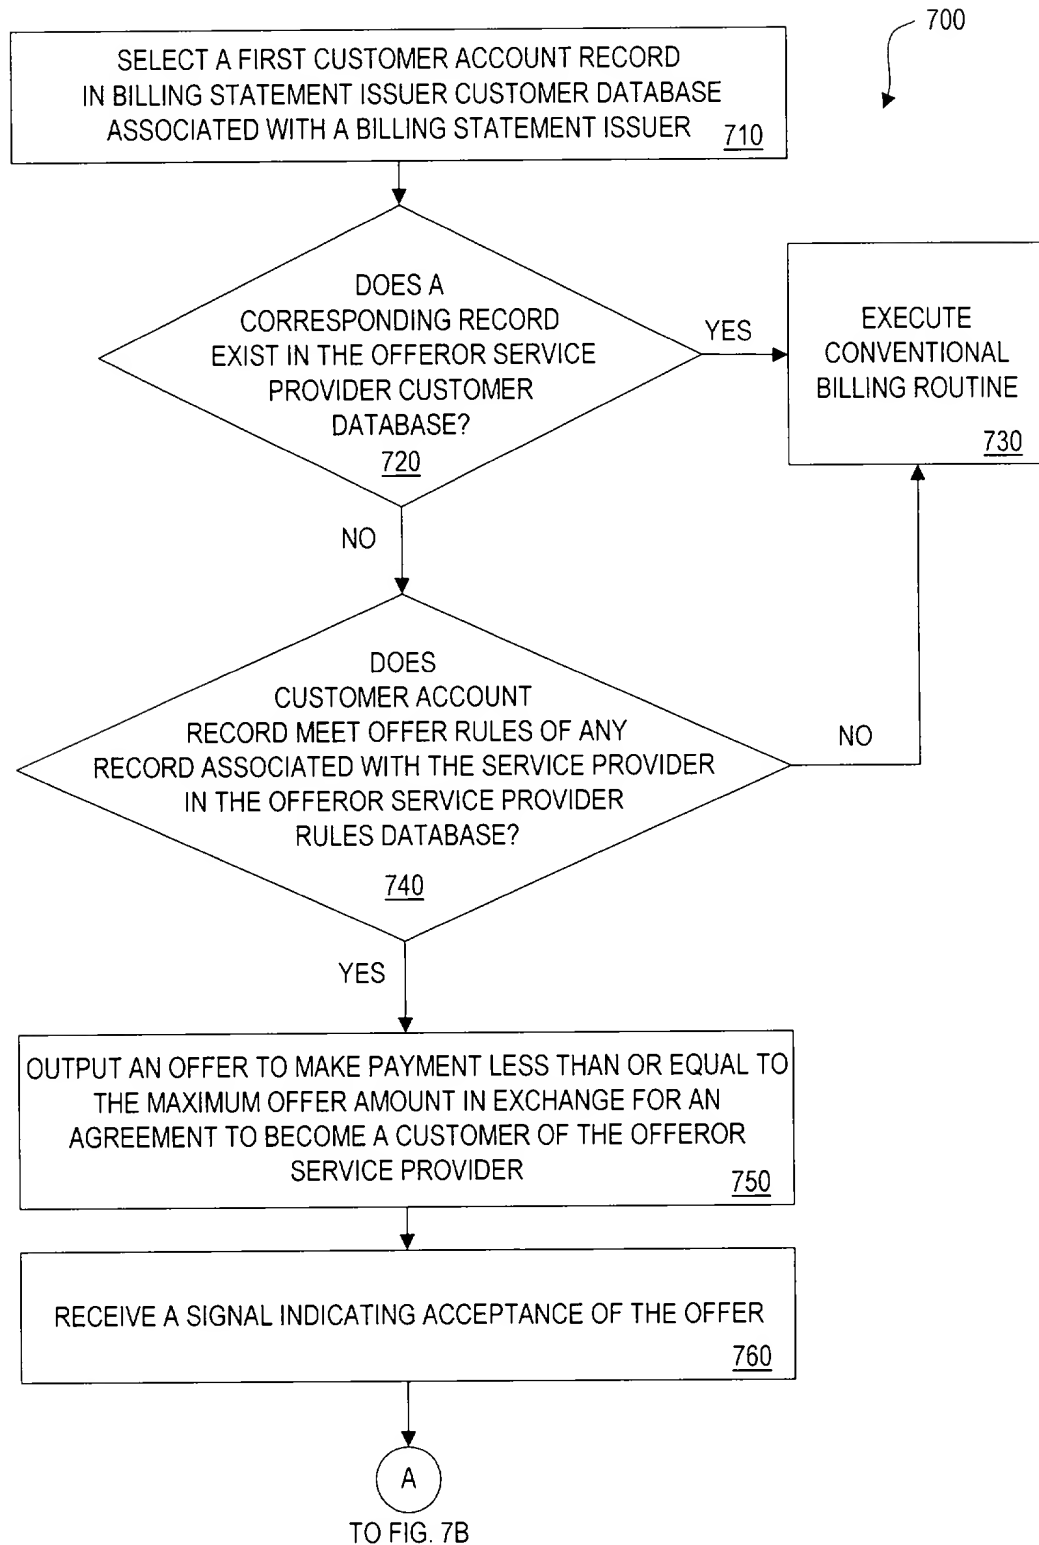 700
SELECT A FIRST CUSTOMER ACCOUNT RECORD
IN BILLING STATEMENT ISSUER CUSTOMER DATABASE
ASSOCIATED WITH A BILLING STATEMENT ISSUER
710
DOES A
CORRESPONDING RECORD
EXIST IN THE OFFEROR SERVICE
PROVIDER CUSTOMER
DATABASE?
720
YES
EXECUTE
CONVENTIONAL
BILLING ROUTINE
730
NO
DOES
CUSTOMER ACCOUNT
RECORD MEET OFFER RULES OF ANY
RECORD ASSOCIATED WITH THE SERVICE PROVIDER
IN THE OFFEROR SERVICE PROVIDER
RULES DATABASE?
740
NO
YES
OUTPUT AN OFFER TO MAKE PAYMENT LESS THAN OR EQUAL TO
THE MAXIMUM OFFER AMOUNT IN EXCHANGE FOR AN
AGREEMENT TO BECOME A CUSTOMER OF THE OFFEROR
SERVICE PROVIDER
750
RECEIVE A SIGNAL INDICATING ACCEPTANCE OF THE OFFER
760
A
TO FIG. 7B